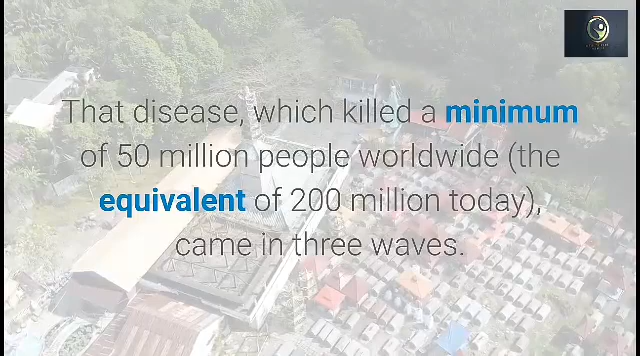 That disease, which killed a minimum
of 50 million people worldwide (the
equivalent of 200 million today),
came in three waves.